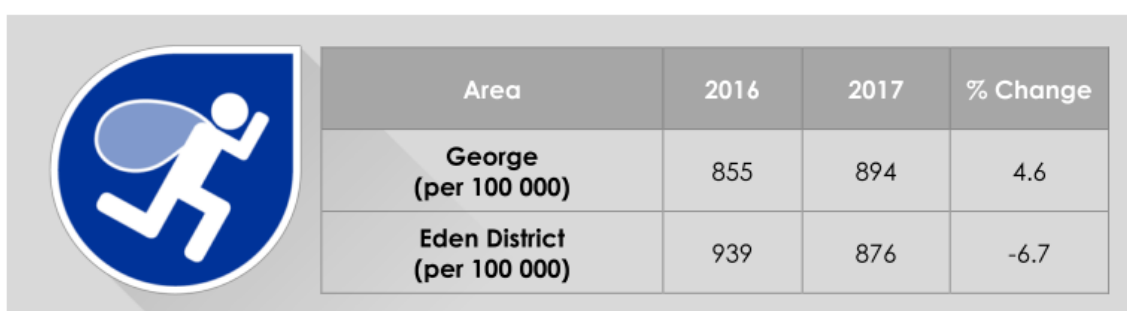 Area 2016 2017 % Change
George
(per 100 000) 855 894 4.6
Eden District
(per 100 000) 939 876 -6.7